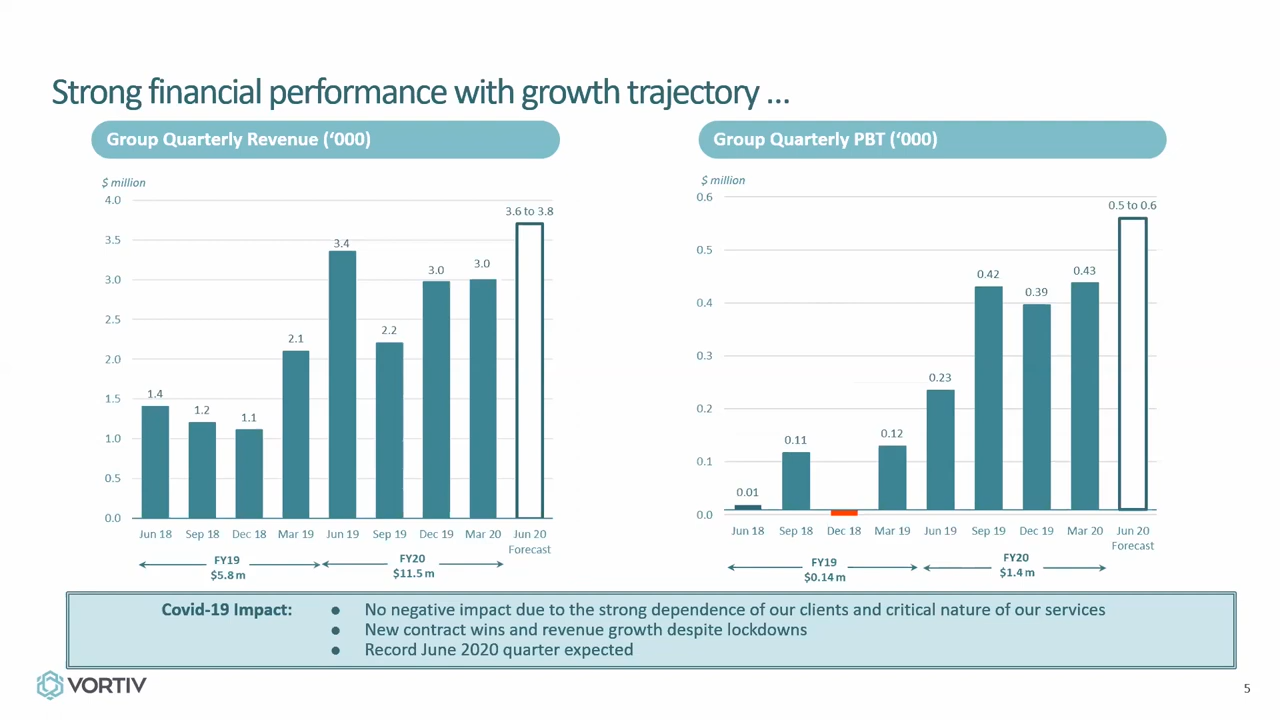 Strong financial performance with growth trajectory ...
Group Quarterly Revenue (‘000)
$ million
4.0
3.5
3.0
2.5
2.0
1.5
1.0
0.5
0.0
1.4
1.2
1.1
2.1
3.4
2.2
3.0
3.0
3.6 to 3.8
Jun 18 Sep 18 Dec 18 Mar 19 Jun 19 Sep 19 Dec 19 Mar 20 Jun 20
Forecast
FY19
$5.8 m
FY20
$11.5 m
Group Quarterly PBT (‘000)
$ million
0.6
0.5
0.4
0.3
0.2
0.1
0.0
0.01
0.11
0.12
0.23
0.42
0.39
0.43
0.5 to 0.6
Jun 18 Sep 18 Dec 18 Mar 19 Jun 19 Sep 19 Dec 19 Mar 20 Jun 20
Forecast
FY19
$0.14 m
FY20
$1.4 m
Covid-19 Impact: ● No negative impact due to the strong dependence of our clients and critical nature of our services
● New contract wins and revenue growth despite lockdowns
● Record June 2020 quarter expected
VORTIV
5